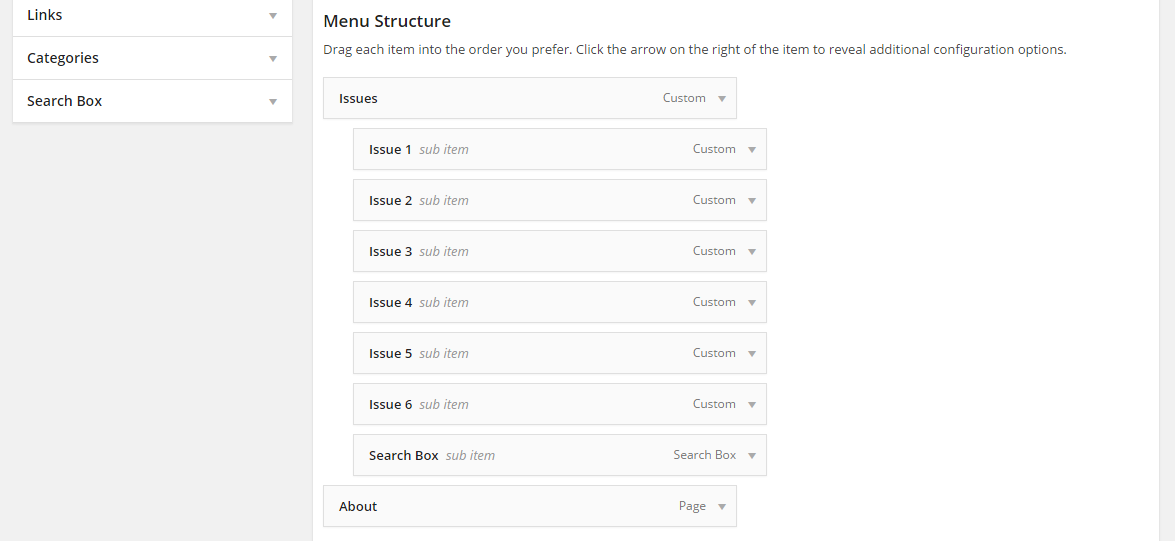 Links
Categories
Search Box
Menu Structure
Drag each item into the order you prefer. Click the arrow on the right of the item to reveal additional configuration options.
Issues Custom
Issue 1 sub item Custom
Issue 2 sub item Custom
Issue 3 sub item Custom
Issue 4 sub item Custom
Issue 5 sub item Custom
Issue 6 sub item Custom
Search Box sub item Search Box
About Page